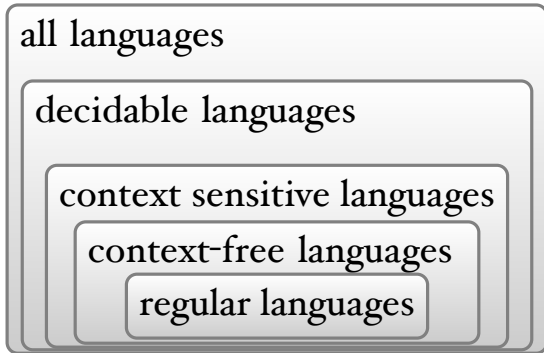 all languages
decidable languages
context sensitive languages
context-free languages
regular languages